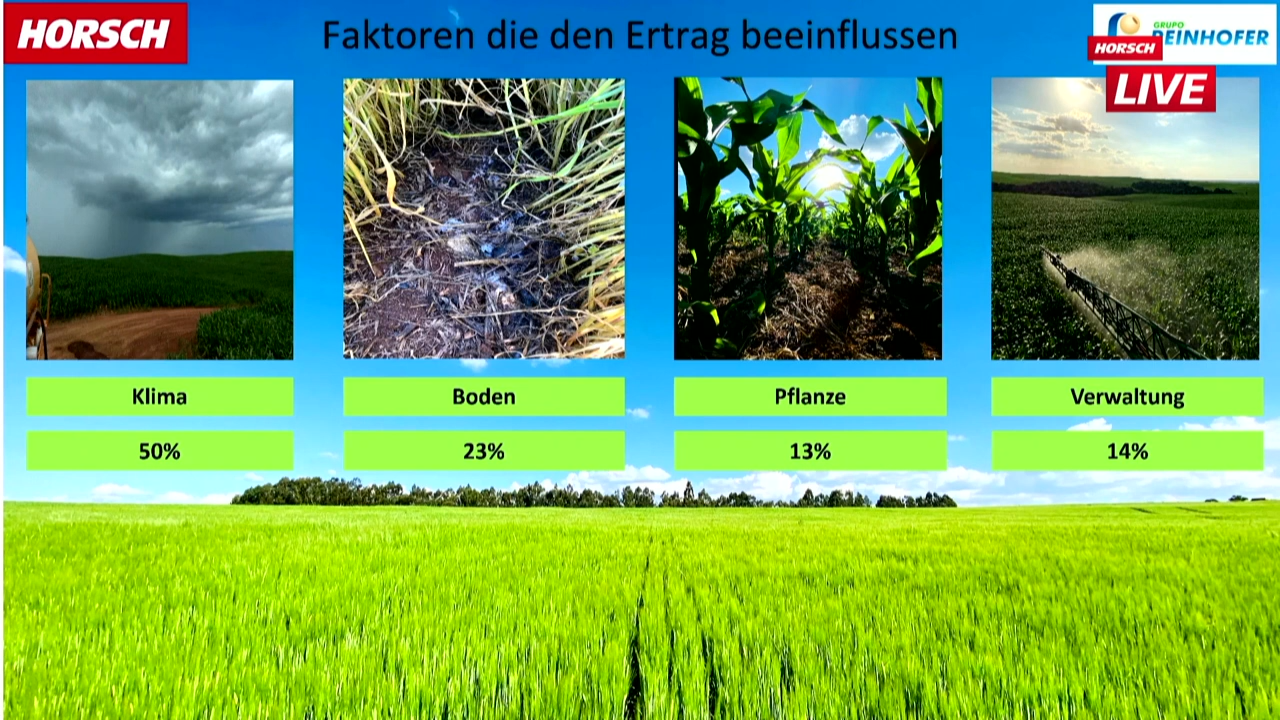 HORSCH
Faktoren die den Ertrag beeinflussen
GRUPO
REINHOFER
HORSCH
LIVE
Klima
Boden
Pflanze
Verwaltung
50%
23%
13%
14%